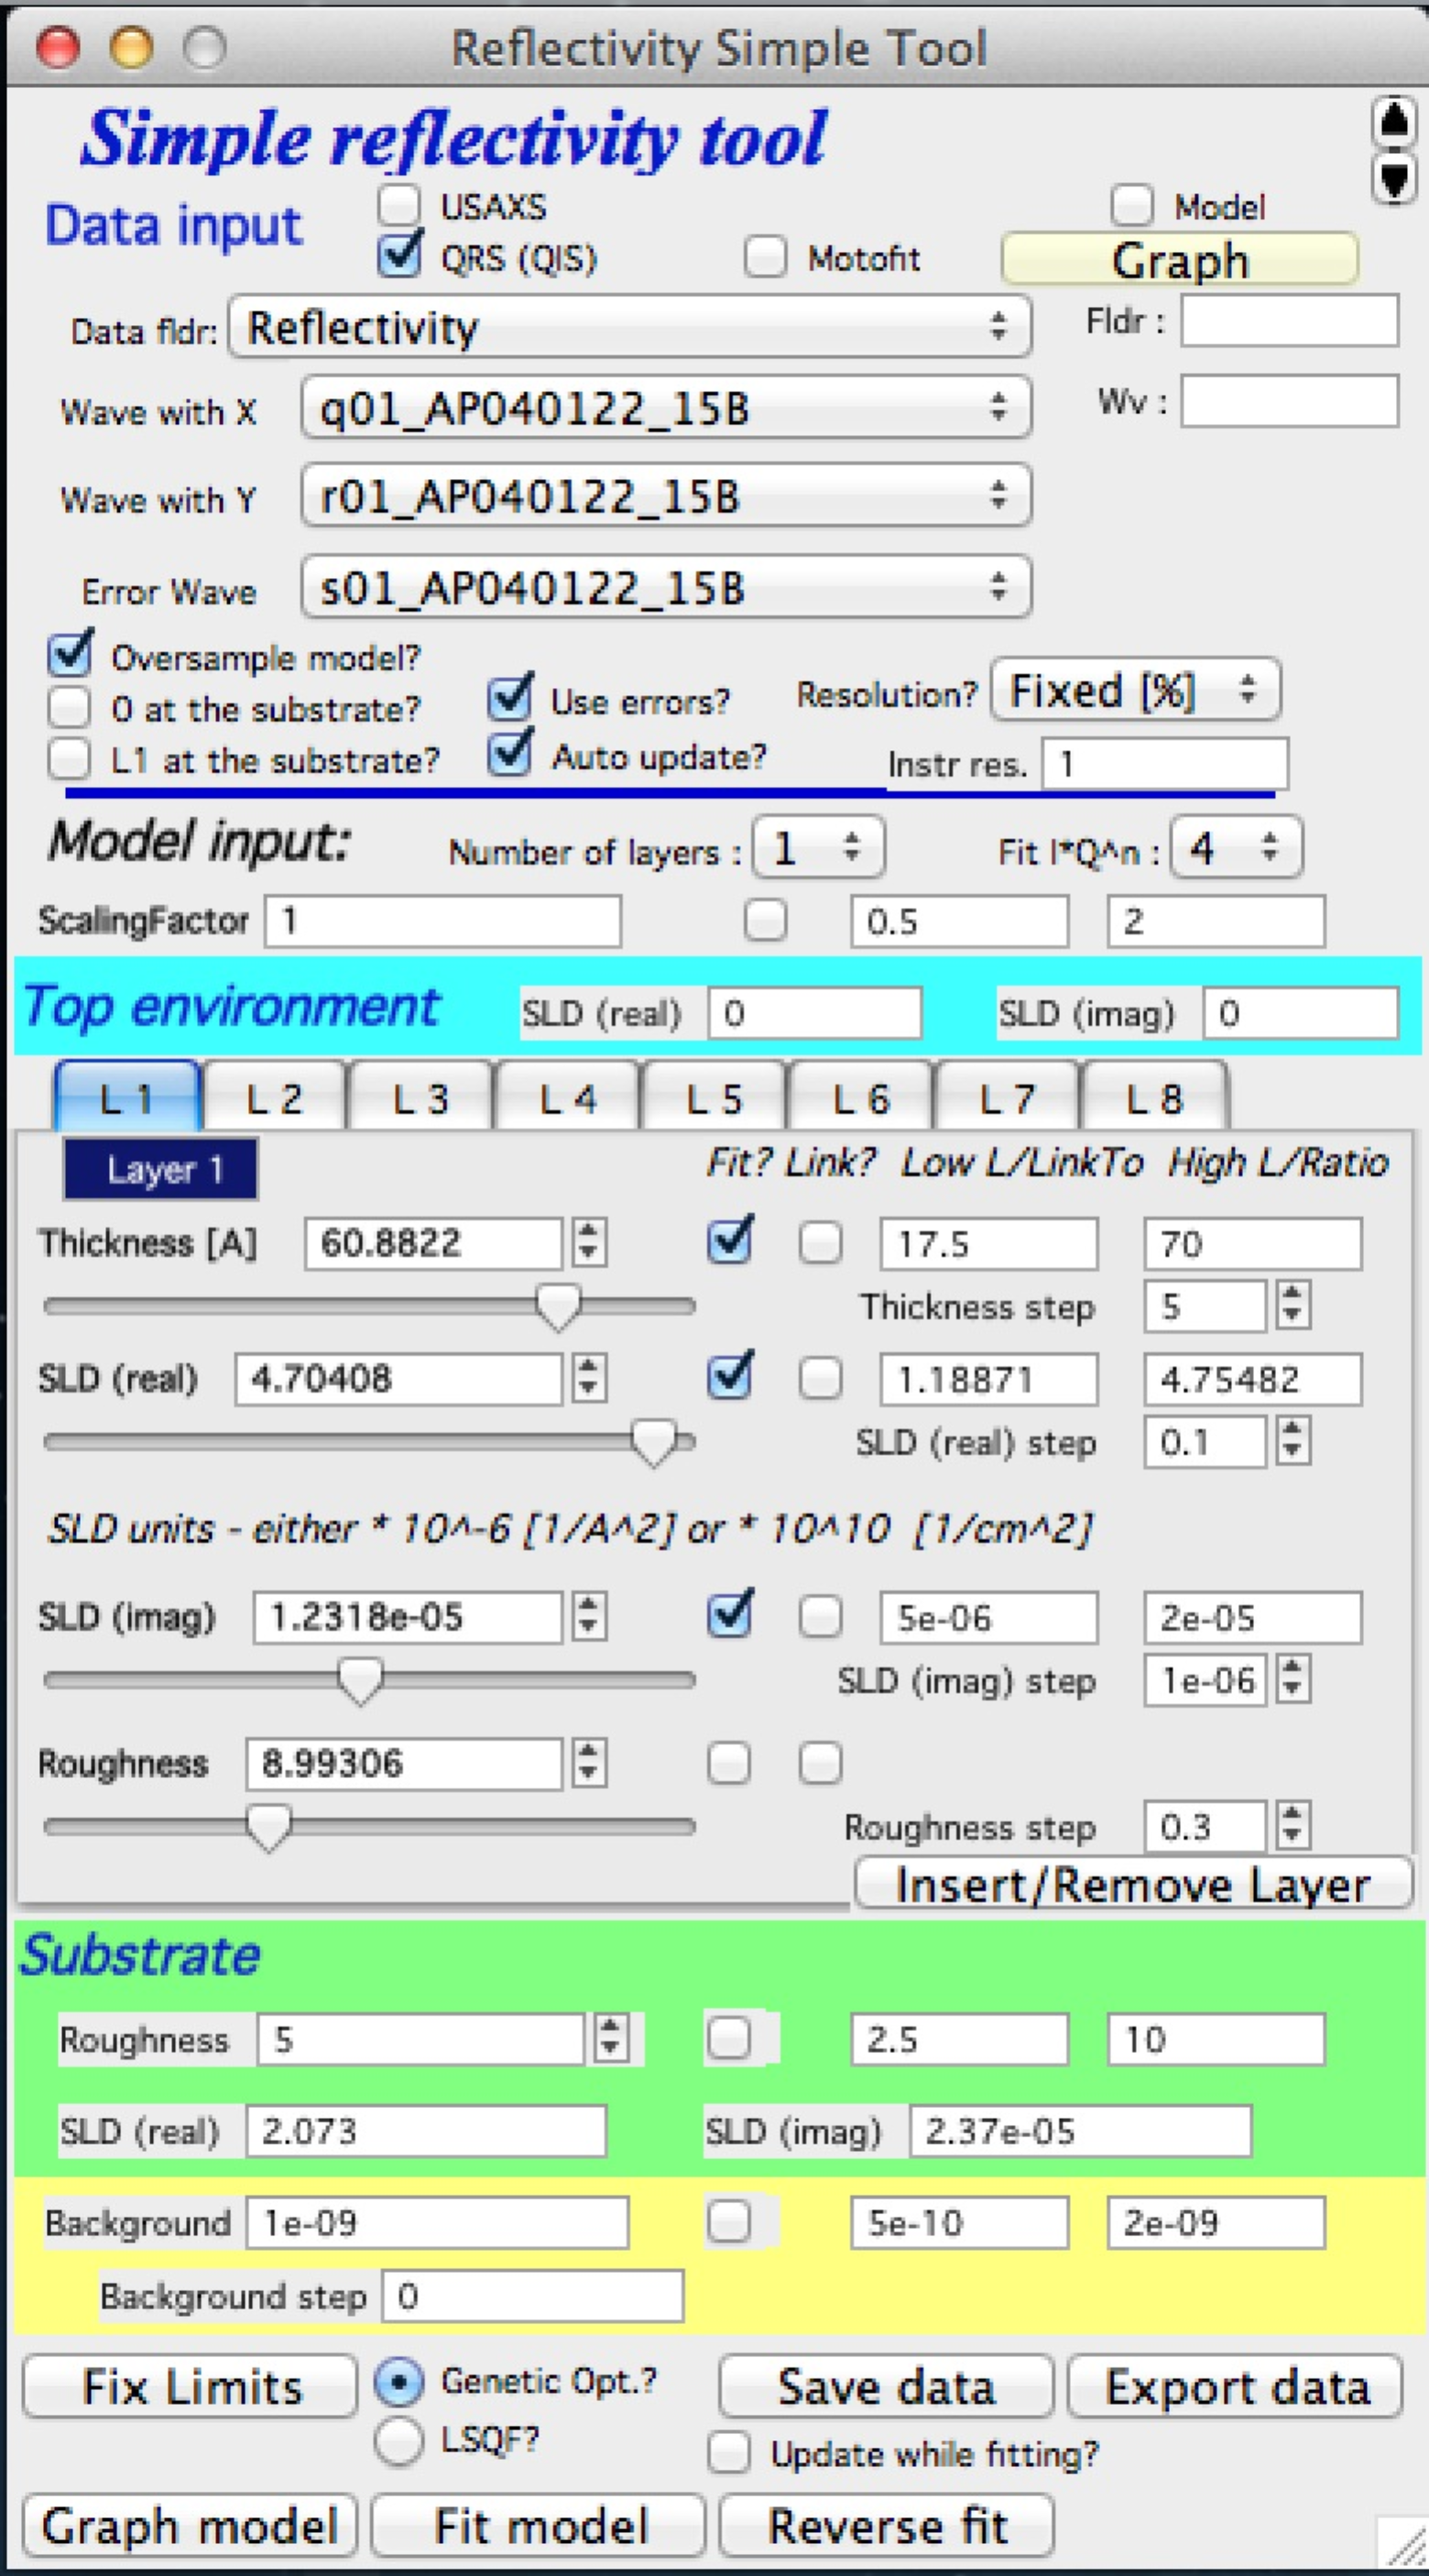 Reflectivity Simple Tool
Simple reflectivity tool
Data input
USAXS
Model
QRS (QIS)
Motofit
Graph
Data fldr: Reflectivity
Fldr :
Wave with X q01_AP040122_15B
Wv :
Wave with Y r01_AP040122_15B
Error Wave s01_AP040122_15B
Oversample model?
0 at the substrate?
Use errors?
Resolution? Fixed [%]
L1 at the substrate?
Auto update?
Instr res. 1
Model input:
Number of layers : 1
Fit I*Q^n : 4
ScalingFactor 1 0.5 2
Top environment SLD (real) 0 SLD (imag) 0
L 1 L 2 L 3 L 4 L 5 L 6 L 7 L 8
Layer 1
Fit? Link? Low L/LinkTo High L/Ratio
Thickness [A] 60.8822 17.5 70
Thickness step 5
SLD (real) 4.70408 1.18871 4.75482
SLD (real) step 0.1
SLD units - either * 10^-6 [1/A^2] or * 10^10 [1/cm^2]
SLD (imag) 1.2318e-05 5e-06 2e-05
SLD (imag) step 1e-06
Roughness 8.99306
Roughness step 0.3
Insert/Remove Layer
Substrate
Roughness 5 2.5 10
SLD (real) 2.073 SLD (imag) 2.37e-05
Background 1e-09 5e-10 2e-09
Background step 0
Fix Limits
Genetic Opt.?
Save data
Export data
LSQF?
Update while fitting?
Graph model
Fit model
Reverse fit